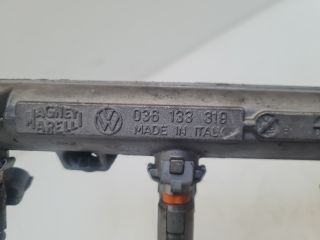 MAGNETI 036 133 319
MARELLI MADE IN ITALY